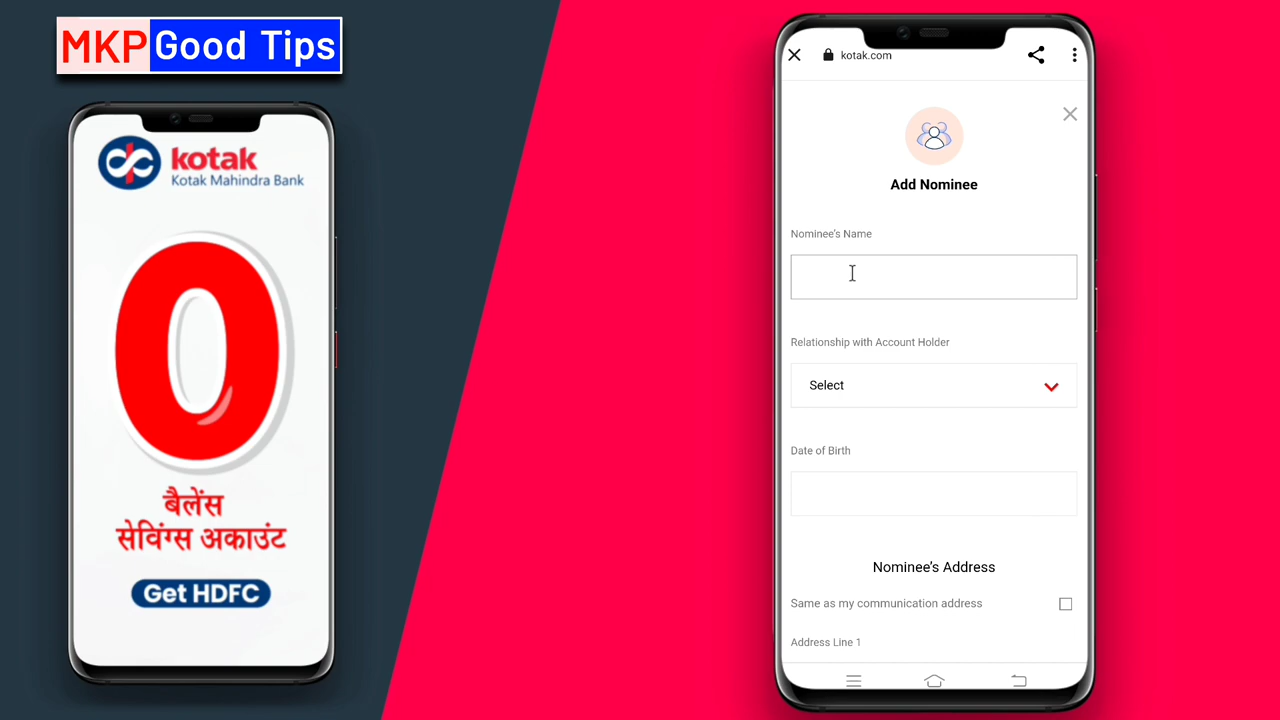 MKP Good Tips
kotak
Kotak Mahindra Bank
0
बैलेंस
सेविंग्स अकाउंट
Get HDFC
kotak.com
Add Nominee
Nominee's Name
Relationship with Account Holder
Select
Date of Birth
Nominee's Address
Same as my communication address
Address Line 1